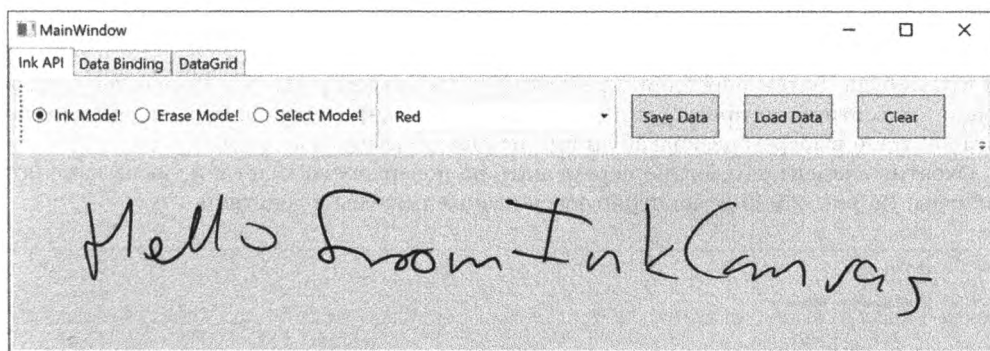 MainWindow
Ink API Data Binding DataGrid
Ink Mode! Erase Mode! Select Mode! Red Save Data Load Data Clear
Hello from InkCanvas